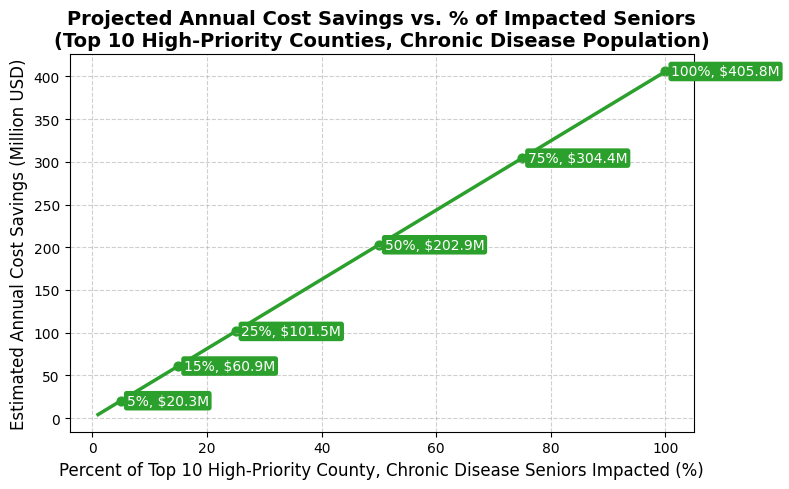 Projected Annual Cost Savings vs. % of Impacted Seniors
(Top 10 High-Priority Counties, Chronic Disease Population)
Estimated Annual Cost Savings (Million USD)
400
350
300
250
200
150
100
50
0
100%, $405.8M
75%, $304.4M
50%, $202.9M
25%, $101.5M
15%, $60.9M
5%, $20.3M
0
20
40
60
80
100
Percent of Top 10 High-Priority County, Chronic Disease Seniors Impacted (%)